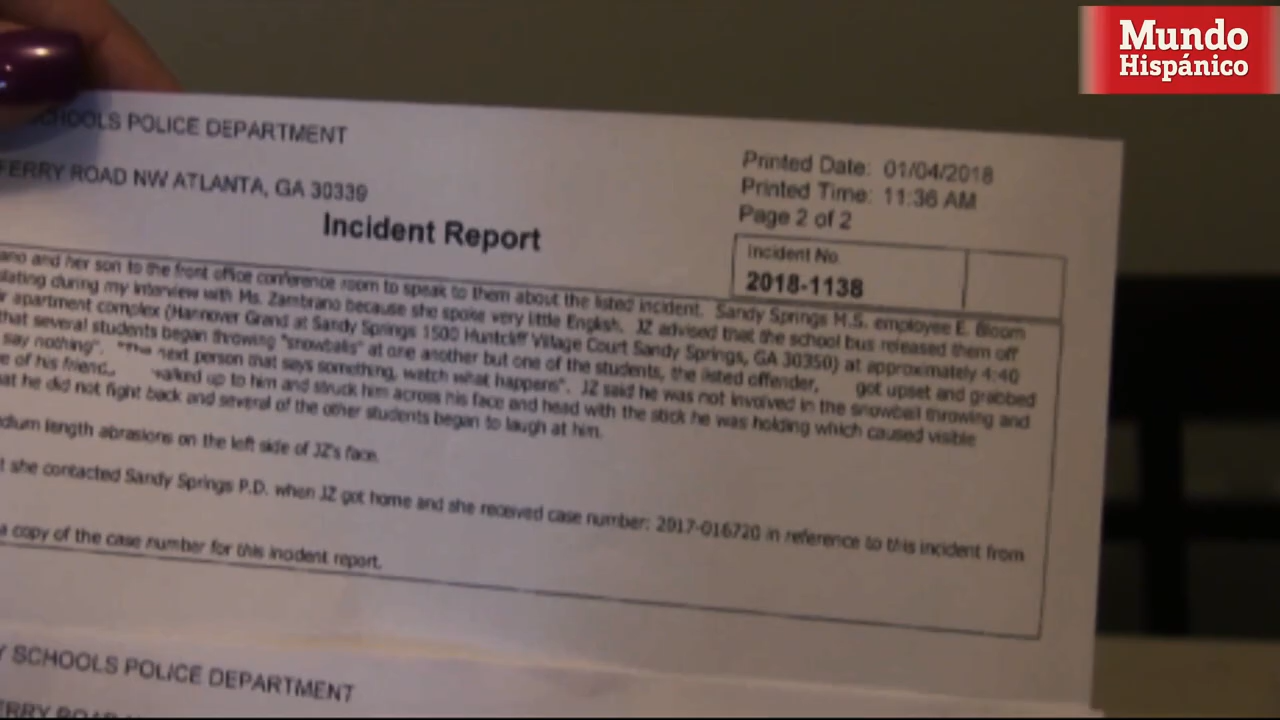 Mundo
Hispánico
SCHOOLS POLICE DEPARTMENT
FERRY ROAD NW ATLANTA, GA 30339
Incident Report
Printed Date: 01/04/2018
Printed Time: 11:36 AM
Page 2 of 2
Incident No.
2018-1138
and her son to the front office conference room to speak to them about the listed incident. Sandy Springs M.S. employee E. Bloom
during my interview with Ms. Zambrano because she spoke very little English. JZ advised that the school bus released them off
apartment complex (Hannover Grand at Sandy Springs 1500 Huntcliff Village Court Sandy Springs, GA 30350) at approximately 4:40
that several students began throwing "snowballs" at one another but one of the students, the listed offender, got upset and grabbed
say nothing". "The next person that says something, watch what happens". JZ said he was not involved in the snowball throwing and
of his friend. walked up to him and struck him across his face and head with the stick he was holding which caused visible
he did not fight back and several of the other students began to laugh at him.
length abrasions on the left side of JZ's face.
she contacted Sandy Springs P.D. when JZ got home and she received case number: 2017-016720 in reference to this incident from
a copy of the case number for this incident report.
Y SCHOOLS POLICE DEPARTMENT